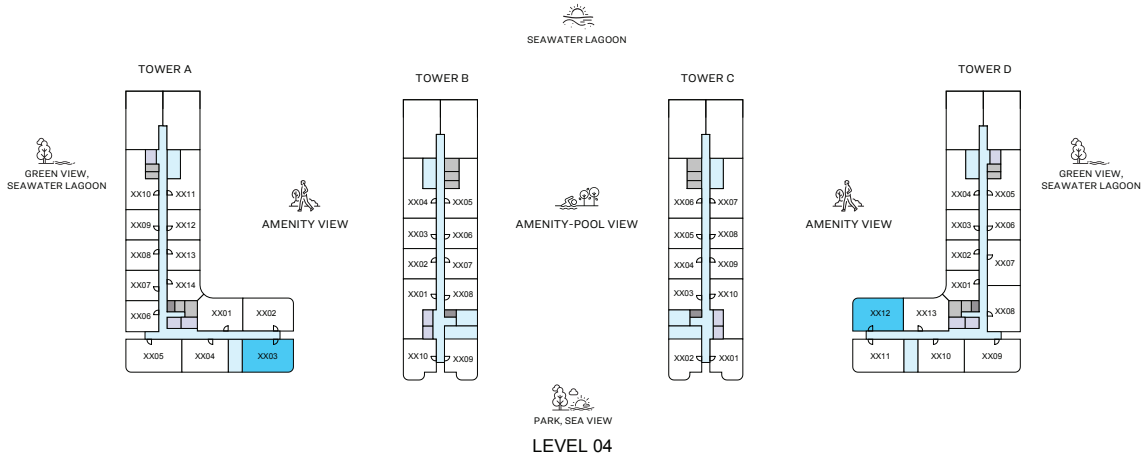 SEAWATER LAGOON
TOWER A
TOWER B
TOWER C
TOWER D
GREEN VIEW,
SEAWATER LAGOON
AMENITY VIEW
AMENITY-POOL VIEW
AMENITY VIEW
GREEN VIEW,
SEAWATER LAGOON
XX10 XX11
XX09 XX12
XX08 XX13
XX07 XX14
XX06 XX01 XX02
XX05 XX04 XX03
XX04 XX05
XX03 XX06
XX02 XX07
XX01 XX08
XX10 XX09
XX06 XX07
XX05 XX08
XX04 XX09
XX03 XX10
XX02 XX01
XX04 XX05
XX03 XX06
XX02 XX07
XX01
XX12 XX13 XX08
XX11 XX10 XX09
PARK, SEA VIEW
LEVEL 04